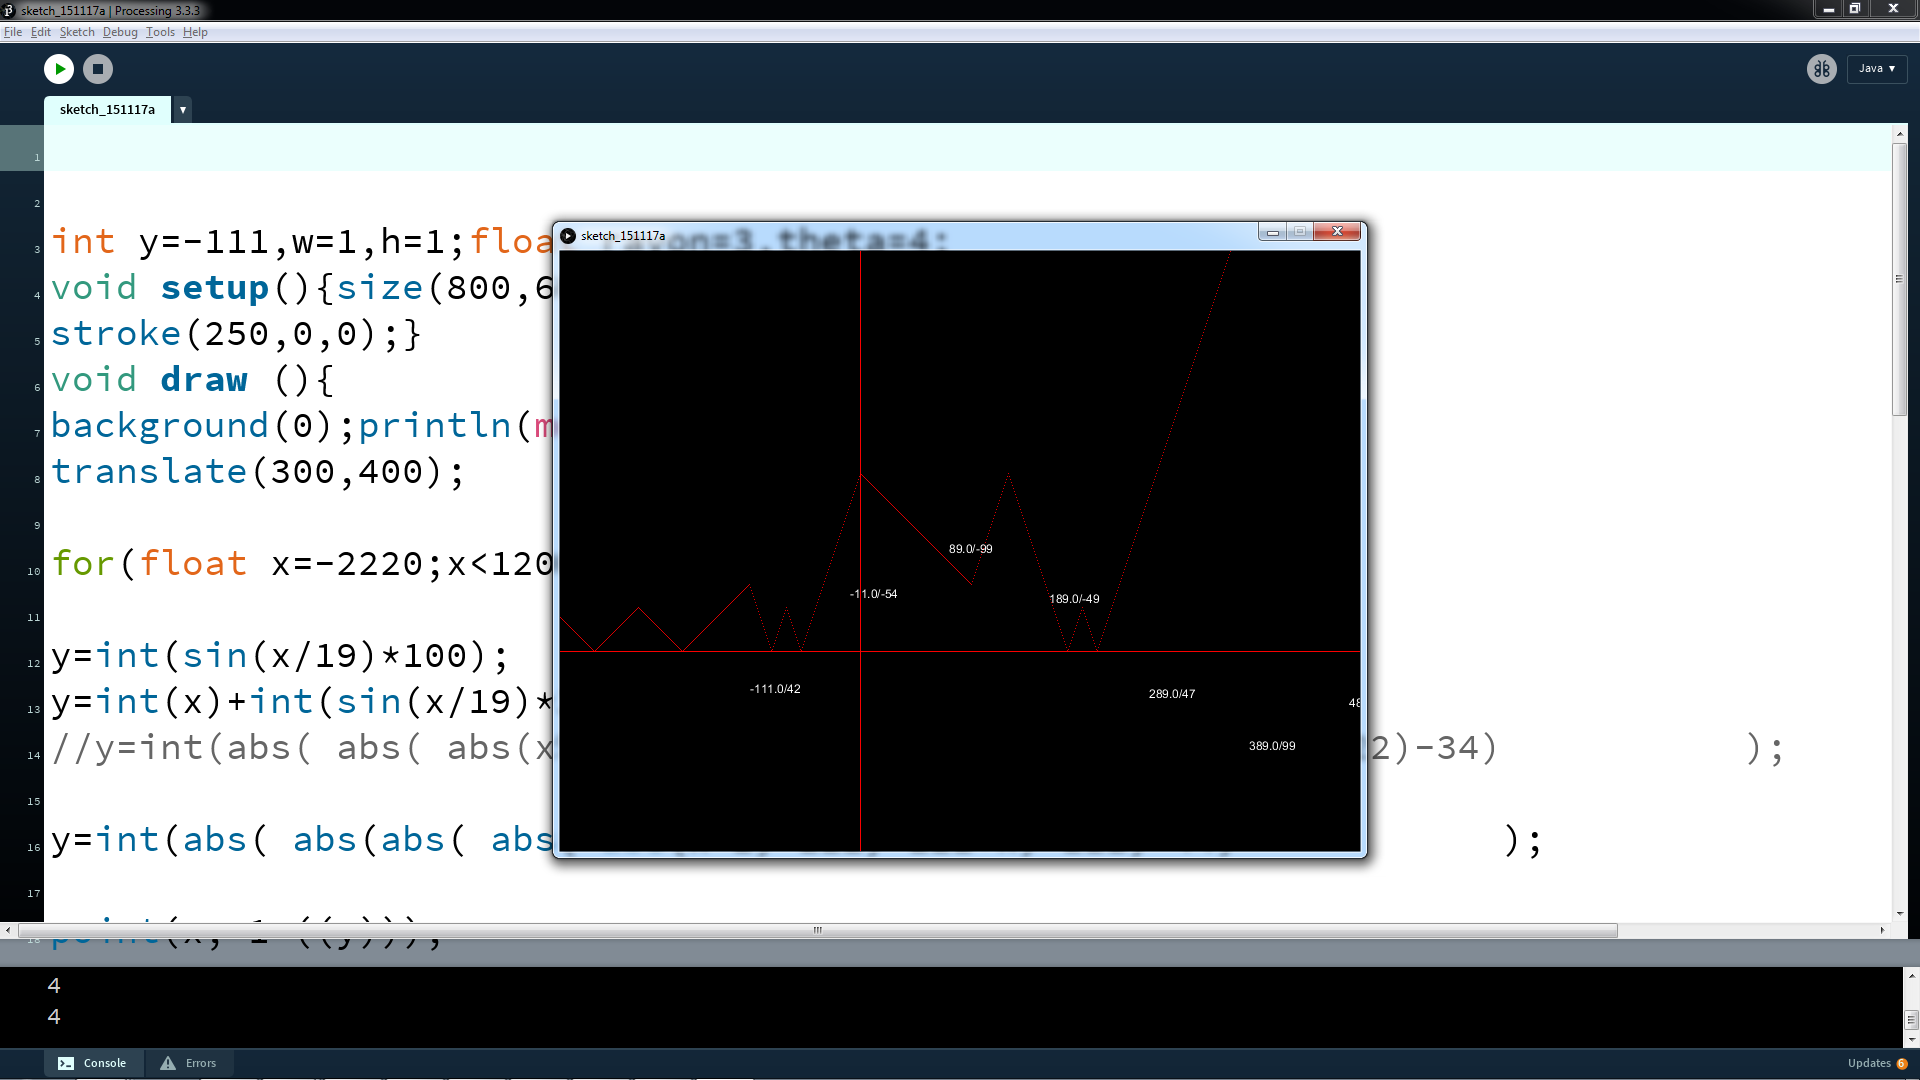 sketch_151117a | Processing 3.3.3
File Edit Sketch Debug Tools Help
Java ▼
sketch_151117a ▼
1
2
3 int y=-111,w=1,h=1;floa
4 void setup(){size(800,6
5 stroke(250,0,0);}
6 void draw (){
7 background(0);println(m
8 translate(300,400);
9
10 for(float x=-2220;x<120
11
12 y=int(sin(x/19)*100);
13 y=int(x)+int(sin(x/19)*
14 //y=int(abs( abs( abs(x 2)-34) );
15
16 y=int(abs( abs(abs( abs );
17
18 point(x,-1*((y)));
sketch_151117a
89.0/-99
-11.0/-54
189.0/-49
-111.0/42
289.0/47
48
389.0/99
4
4
Console Errors
Updates 6